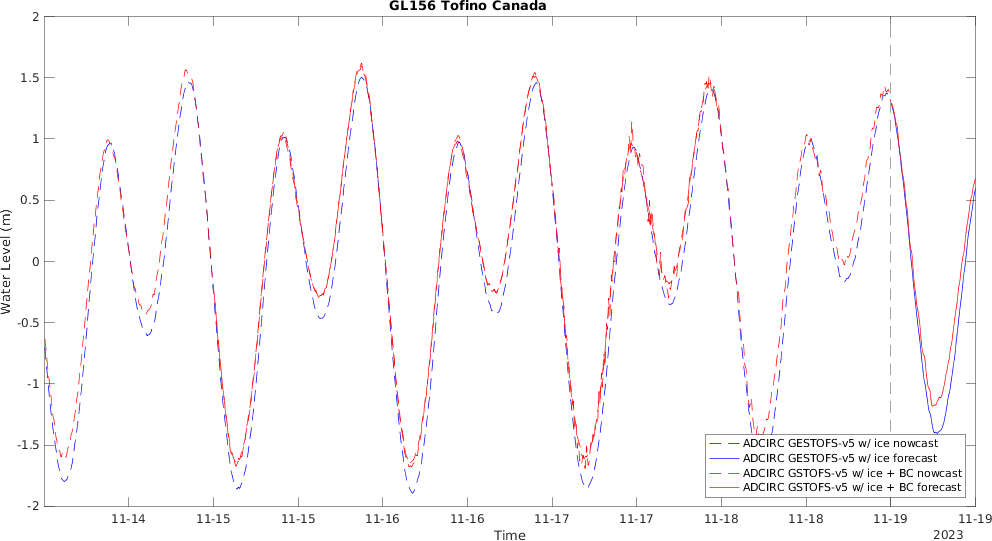 GL156 Tofino Canada
2
1.5
1
0.5
0
-0.5
-1
-1.5
-2
Water Level (m)
ADCIRC GESTOFS-v5 w/ ice nowcast
ADCIRC GESTOFS-v5 w/ ice forecast
ADCIRC GSTOFS-v5 w/ ice + BC nowcast
ADCIRC GSTOFS-v5 w/ ice + BC forecast
11-14 11-15 11-15 11-16 11-16 11-17 11-17 11-18 11-18 11-19 11-19
Time
2023